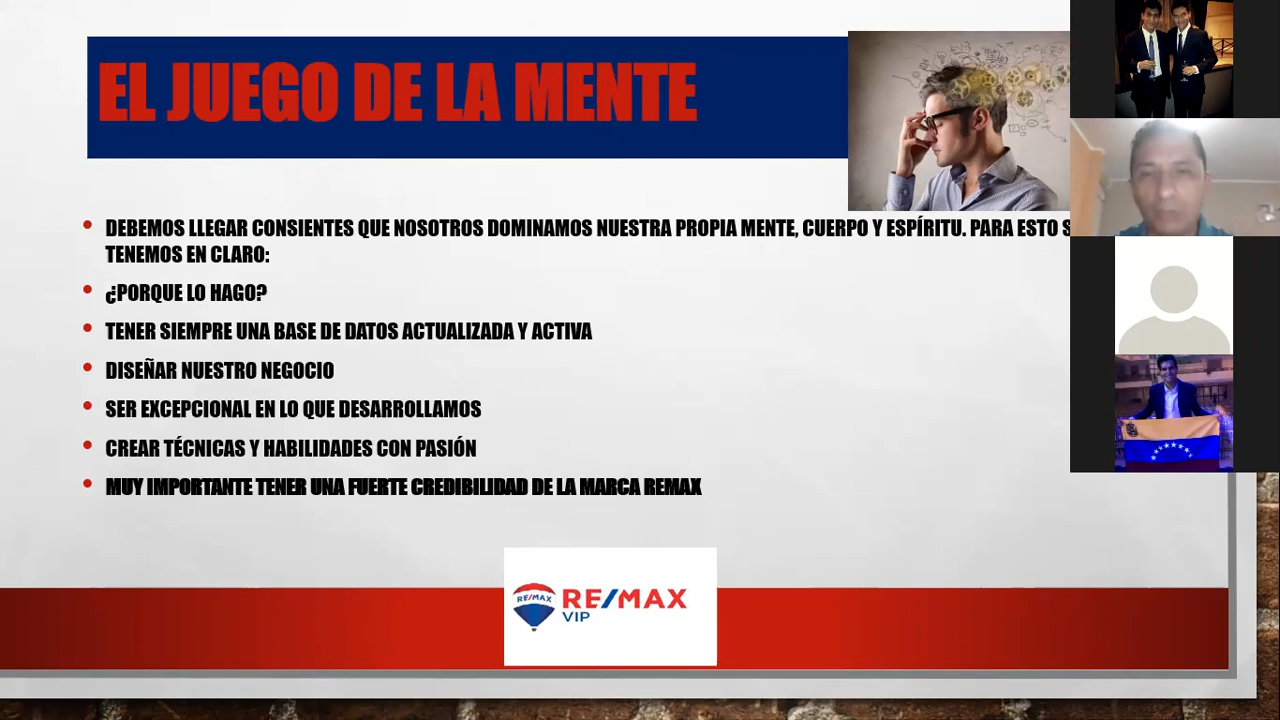 EL JUEGO DE LA MENTE
DEBEMOS LLEGAR CONSIENTES QUE NOSOTROS DOMINAMOS NUESTRA PROPIA MENTE, CUERPO Y ESPÍRITU. PARA ESTO
TENEMOS EN CLARO:
¿PORQUE LO HAGO?
TENER SIEMPRE UNA BASE DE DATOS ACTUALIZADA Y ACTIVA
DISEÑAR NUESTRO NEGOCIO
SER EXCEPCIONAL EN LO QUE DESARROLLAMOS
CREAR TÉCNICAS Y HABILIDADES CON PASIÓN
MUY IMPORTANTE TENER UNA FUERTE CREDIBILIDAD DE LA MARCA REMAX
RE/MAX
RE/MAX
VIP